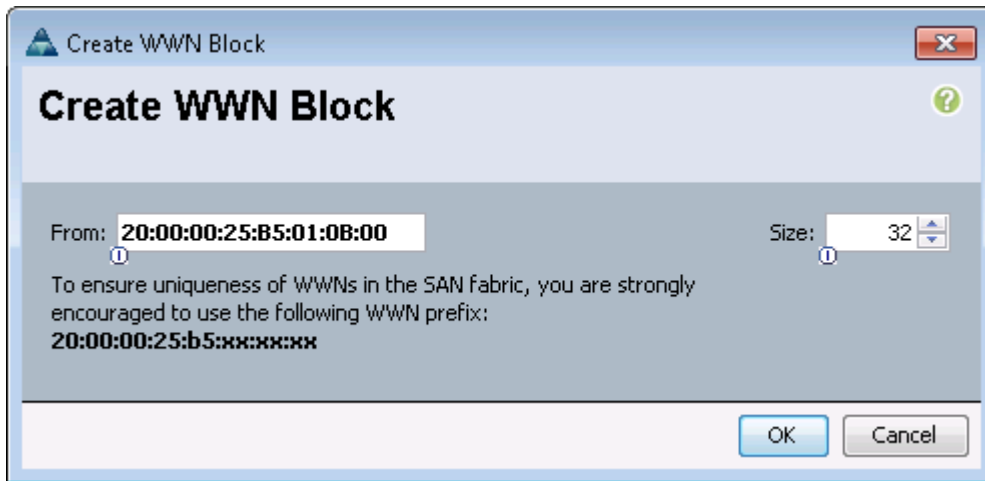 Create WWN Block
Create WWN Block
From: 20:00:00:25:B5:01:0B:00 Size: 32
To ensure uniqueness of WWNs in the SAN fabric, you are strongly
encouraged to use the following WWN prefix:
20:00:00:25:b5:xx:xx:xx
OK Cancel